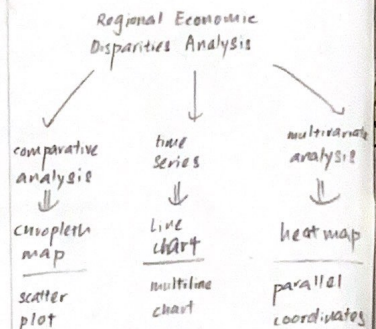 Regional Economic
Disparities Analysis
comparative
analysis
choropleth
map
scatter
plot
time
series
line
chart
multiline
chart
multivariate
analysis
heat map
parallel
coordinates